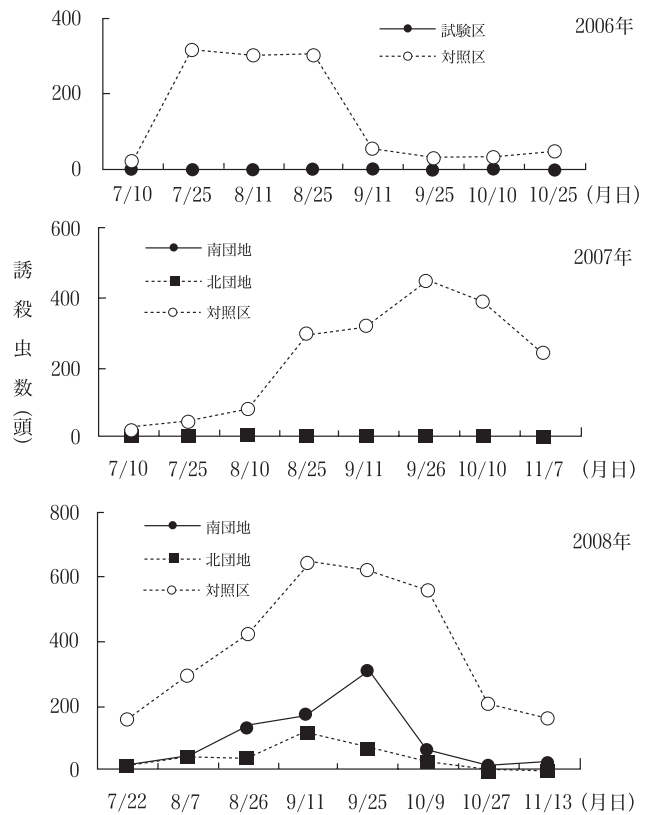 400
200
0
試験区
対照区
2006年
7/10 7/25 8/11 8/25 9/11 9/25 10/10 10/25 (月日)
誘殺虫数(頭)
600
400
200
0
南団地
北団地
対照区
2007年
7/10 7/25 8/10 8/25 9/11 9/26 10/10 11/7 (月日)
800
600
400
200
0
南団地
北団地
対照区
2008年
7/22 8/7 8/26 9/11 9/25 10/9 10/27 11/13 (月日)